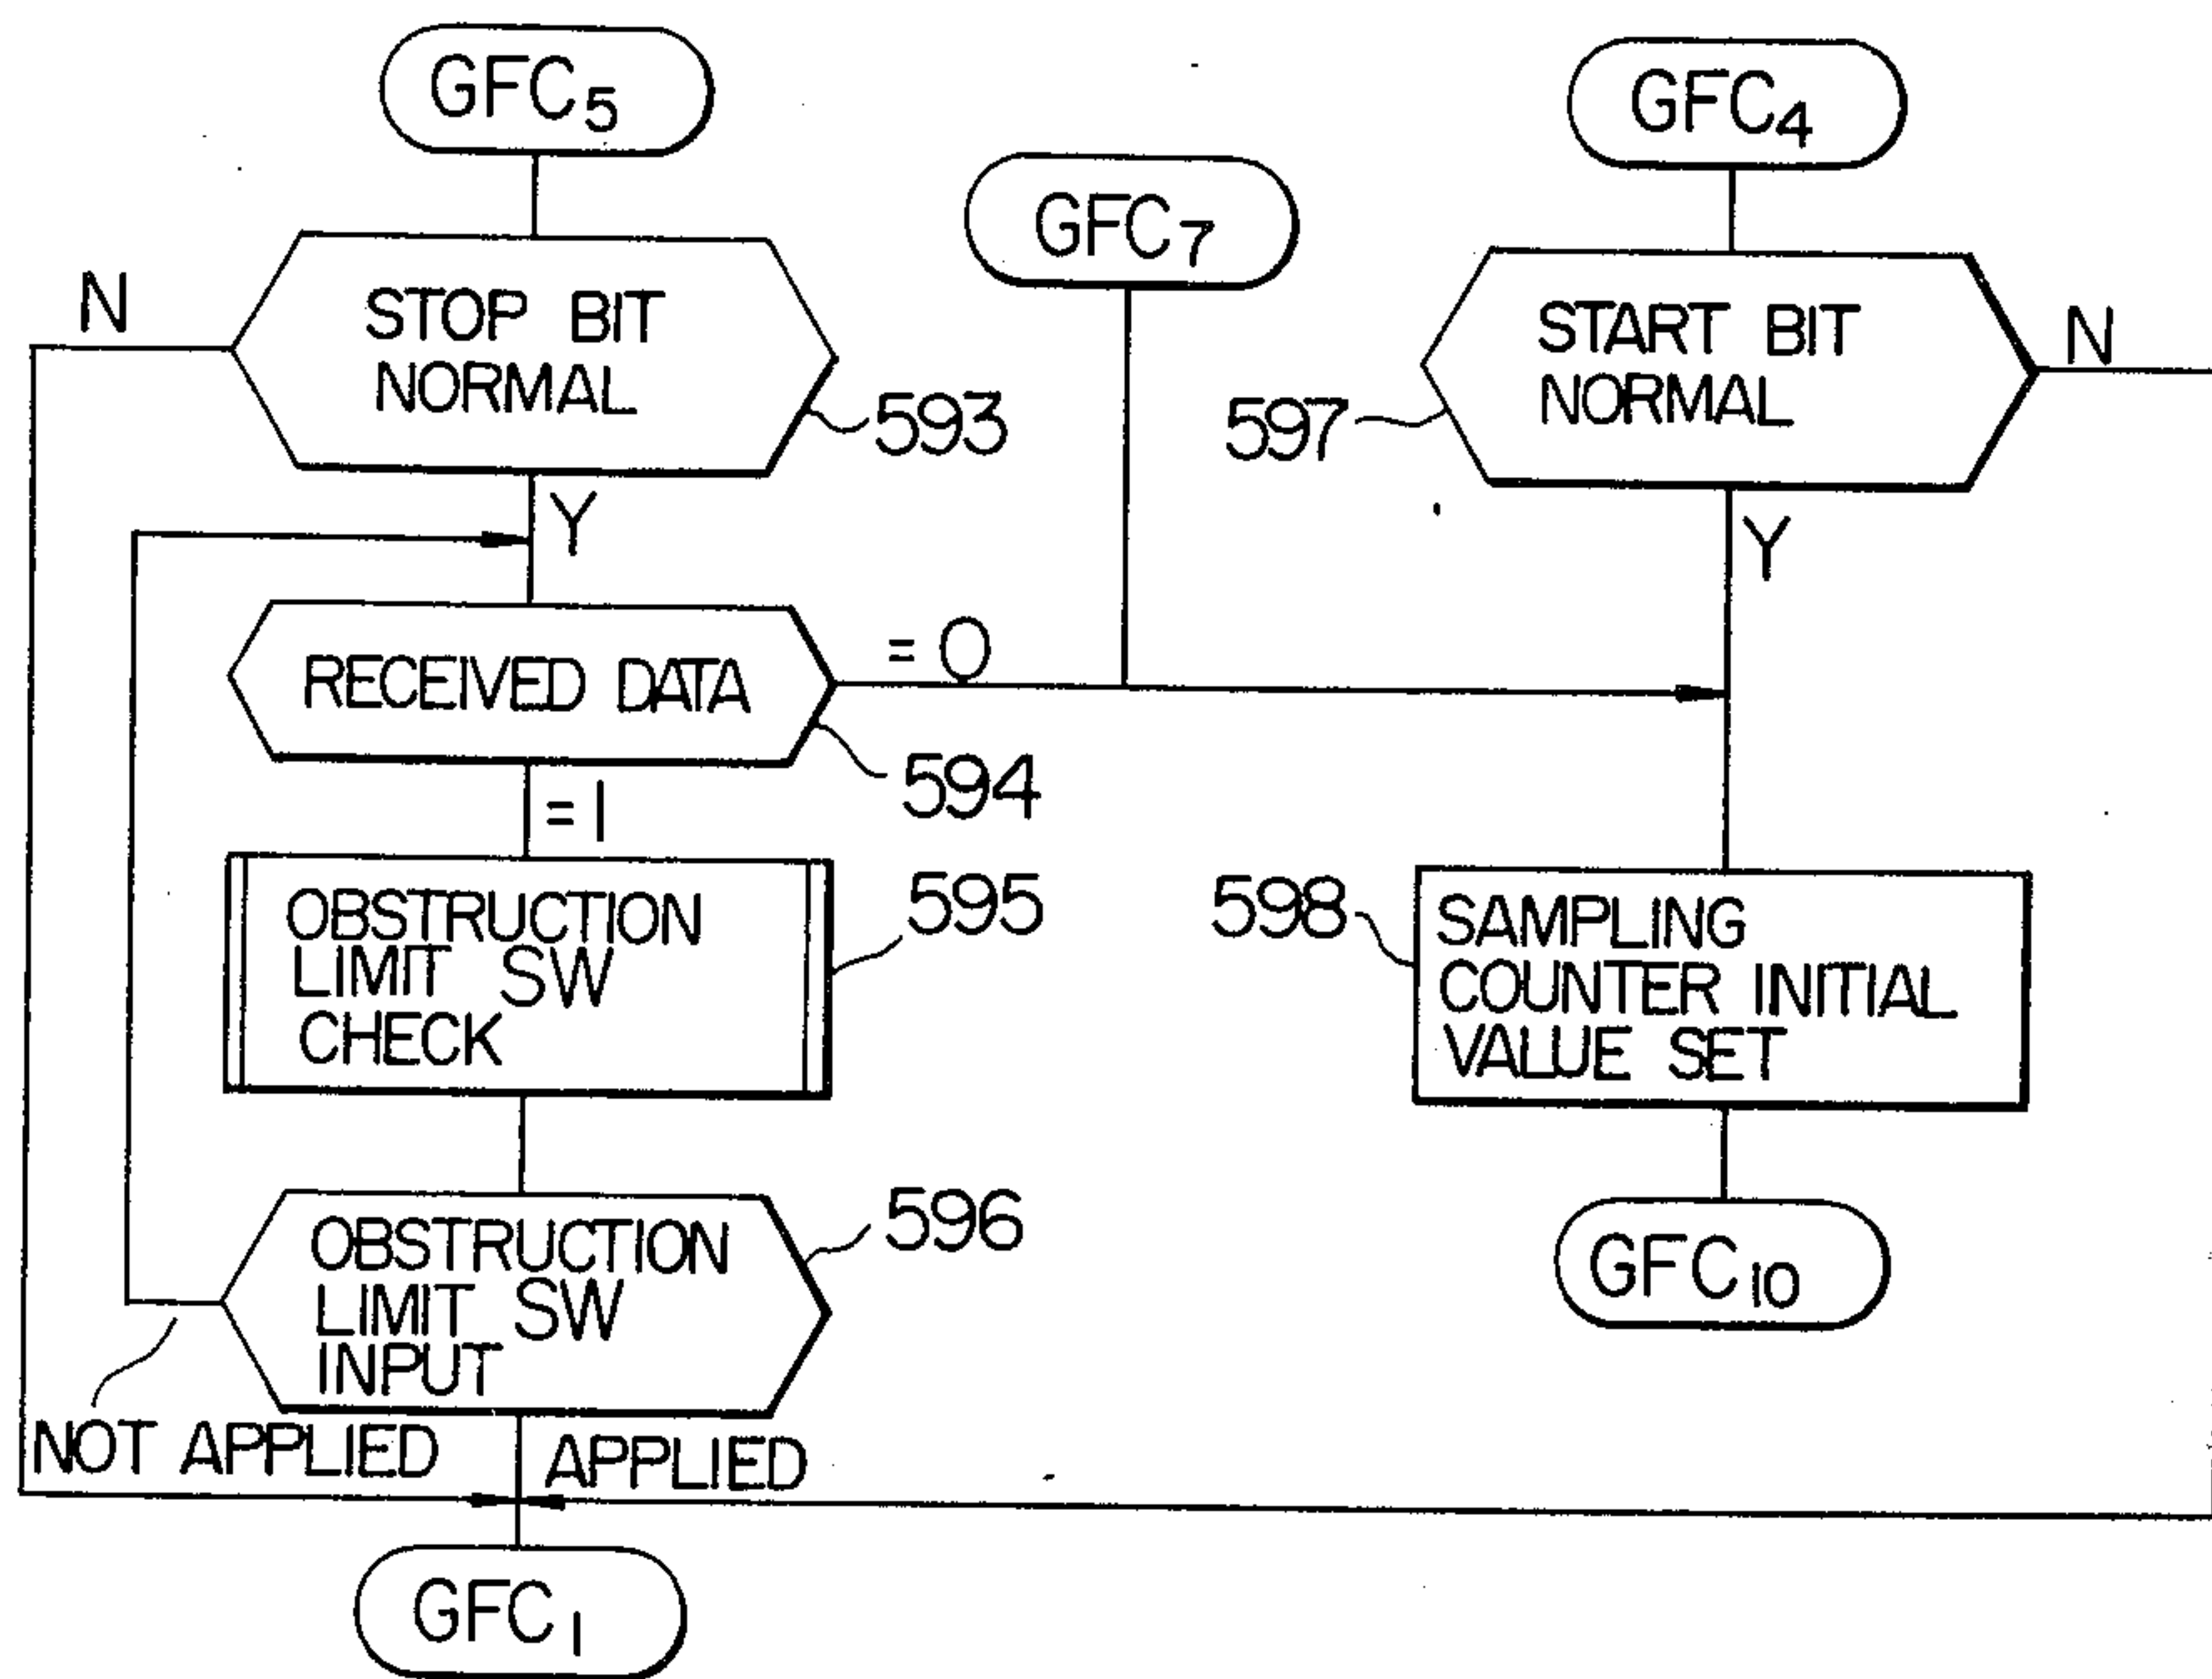 GFC5
GFC4
GFC7
N
STOP BIT
NORMAL
593
START BIT
NORMAL
N
597
Y
Y
RECEIVED DATA
= 0
594
= 1
OBSTRUCTION
LIMIT SW
CHECK
595
598
SAMPLING
COUNTER INITIAL
VALUE SET
OBSTRUCTION
LIMIT SW
INPUT
596
GFC10
NOT APPLIED
APPLIED
GFC1